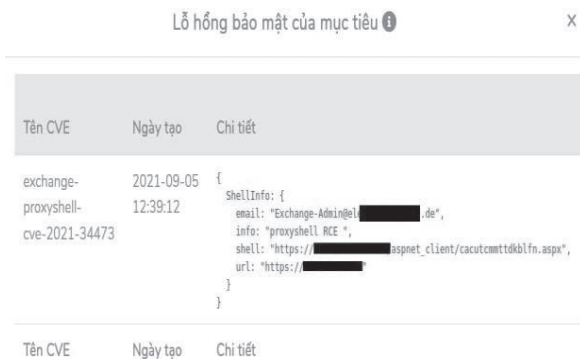 Lỗ hổng bảo mật của mục tiêu i X
Tên CVE Ngày tạo Chi tiết
exchange-
proxyshell-
cve-2021-34473
2021-09-05
12:39:12
{
ShellInfo: {
email: "Exchange-Admin@el .de",
info: "proxyshell RCE ",
shell: "https:// aspnet_client/cacutcmmttdkblfn.aspx",
url: "https:// "
}
}
Tên CVE Ngày tạo Chi tiết